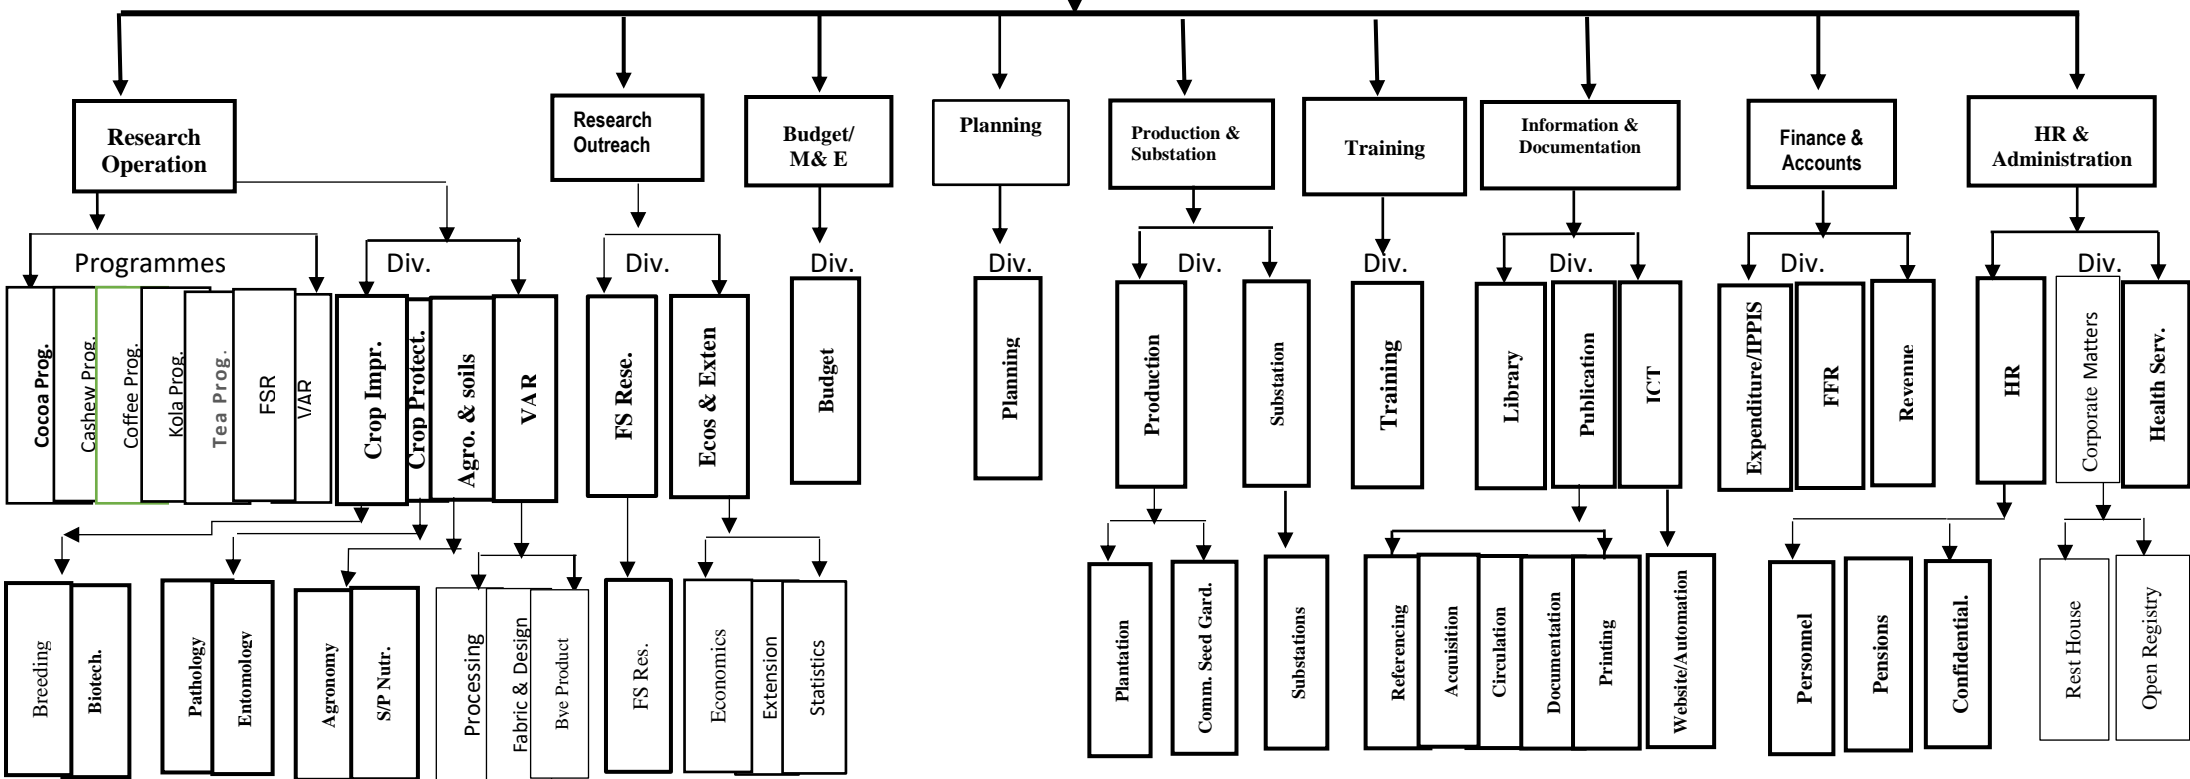 Research
Operation
Research
Outreach
Budget/
M& E
Planning
Production &
Substation
Training
Information &
Documentation
Finance &
Accounts
HR &
Administration
Programmes
Div.
Div.
Div.
Div.
Div.
Div.
Div.
Div.
Div.
Cocoa Prog.
Cashew Prog.
Coffee Prog.
Kola Prog.
Tea Prog.
FSR
VAR
Crop Impr.
Crop Protect.
Agro. & soils
VAR
FS Rese.
Ecos & Exten
Budget
Planning
Production
Substation
Training
Library
Publication
ICT
Expenditure/IPPIS
FFR
Revenue
HR
Corporate Matters
Health Serv.
Breeding
Biotech.
Pathology
Entomology
Agronomy
S/P Nutr.
Processing
Fabric & Design
Bye Product
FS Res.
Economics
Extension
Statistics
Plantation
Comm. Seed Gard.
Substations
Referencing
Acquisition
Circulation
Documentation
Printing
Website/Automation
Personnel
Pensions
Confidential.
Rest House
Open Registry